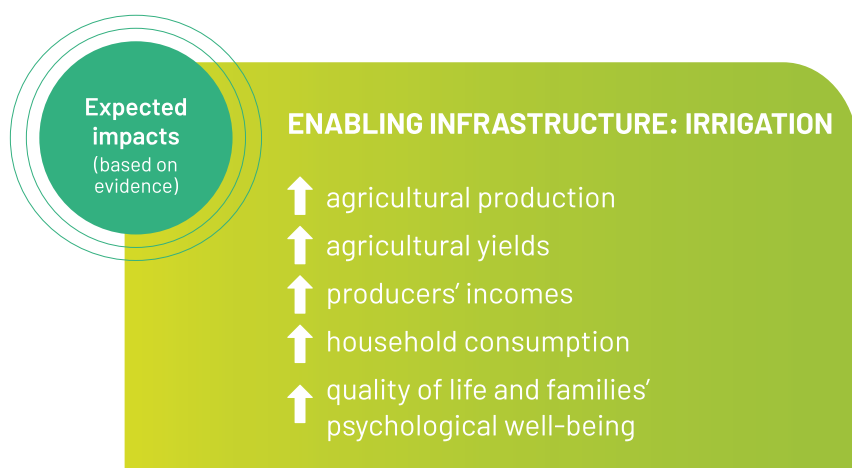 Expected
impacts
(based on
evidence)
ENABLING INFRASTRUCTURE: IRRIGATION
agricultural production
agricultural yields
producers’ incomes
household consumption
quality of life and families’
psychological well-being